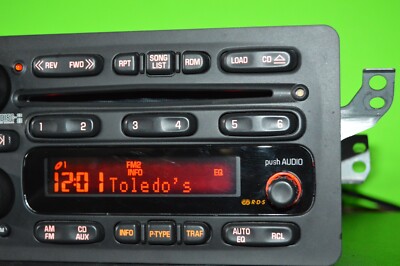 REV FWD RPT SONG LIST RDM LOAD CD
1 2 3 4 5 6
1 FM2 INFO EQ
12:01 Toledo's
push AUDIO
RDS
AM FM CD AUX INFO P-TYPE TRAF AUTO EQ RCL